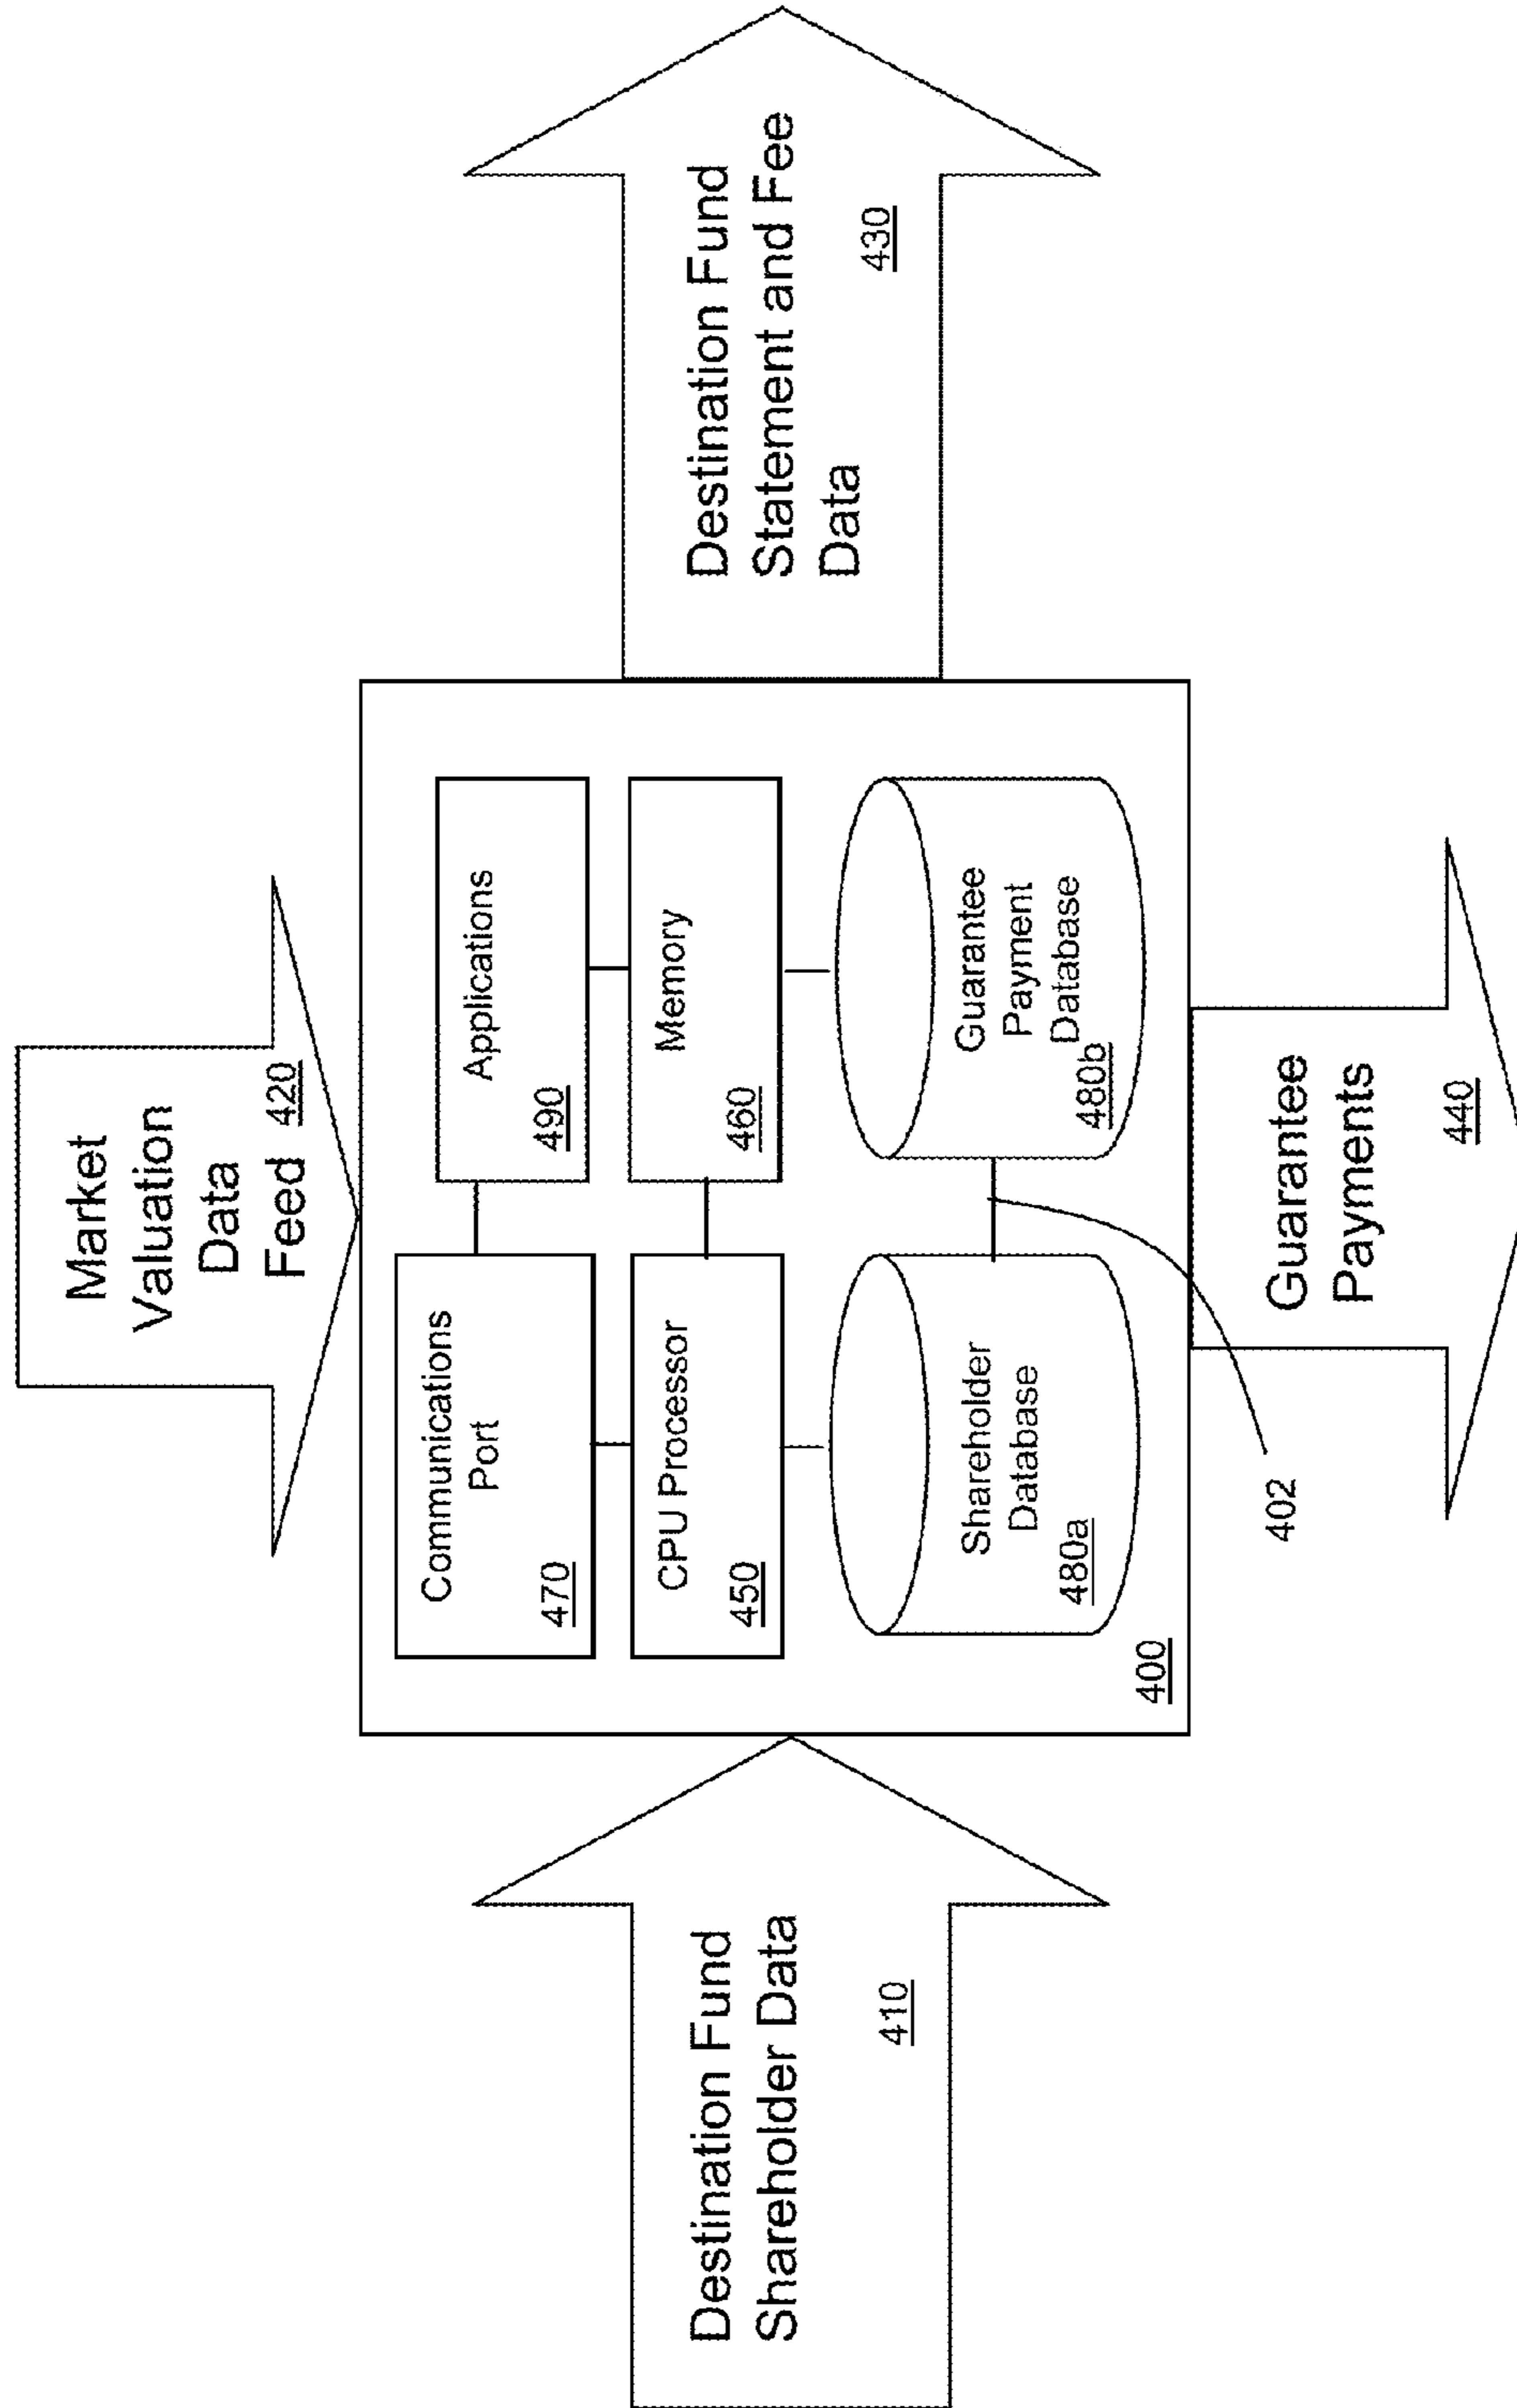 Market
Valuation
Data
Feed 420
Destination Fund
Shareholder Data
410
Communications
Port
470
Applications
490
CPU Processor
450
Memory
460
Shareholder
Database
480a
Guarantee
Payment
Database
480b
400
402
Destination Fund
Statement and Fee
Data
430
Guarantee
Payments
440